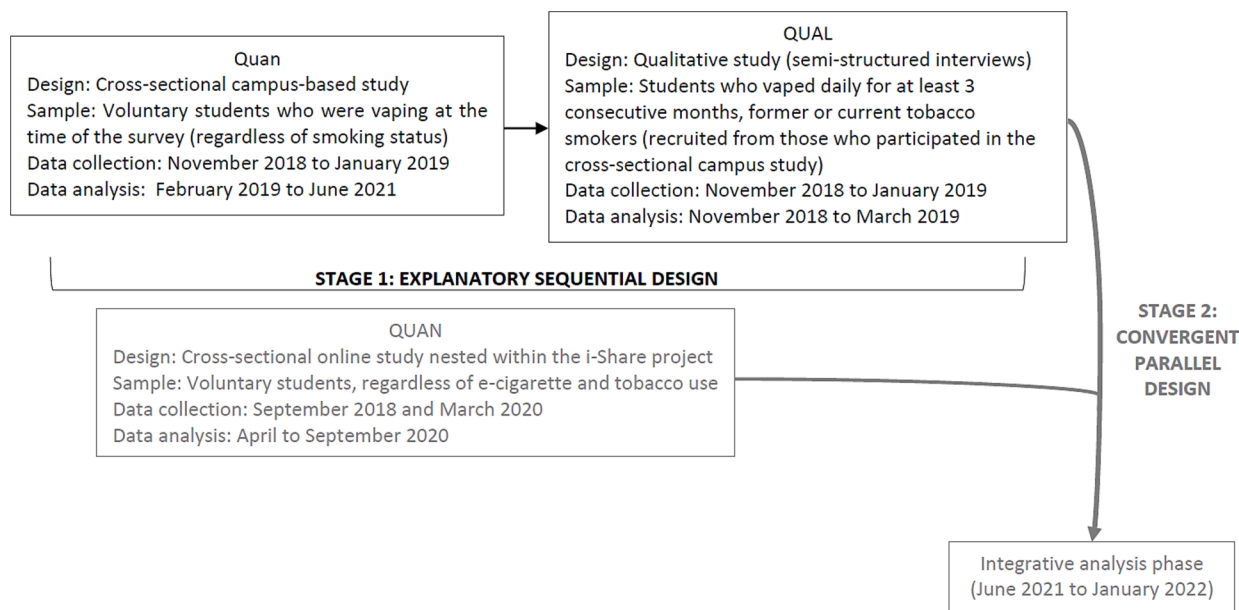 Quan
Design: Cross-sectional campus-based study
Sample: Voluntary students who were vaping at the
time of the survey (regardless of smoking status)
Data collection: November 2018 to January 2019
Data analysis:  February 2019 to June 2021
QUAL
Design: Qualitative study (semi-structured interviews)
Sample: Students who vaped daily for at least 3
consecutive months, former or current tobacco
smokers (recruited from those who participated in the
cross-sectional campus study)
Data collection: November 2018 to January 2019
Data analysis: November 2018 to March 2019
STAGE 1: EXPLANATORY SEQUENTIAL DESIGN
QUAN
Design: Cross-sectional online study nested within the i-Share project
Sample: Voluntary students, regardless of e-cigarette and tobacco use
Data collection: September 2018 and March 2020
Data analysis: April to September 2020
STAGE 2:
CONVERGENT
PARALLEL
DESIGN
Integrative analysis phase
(June 2021 to January 2022)